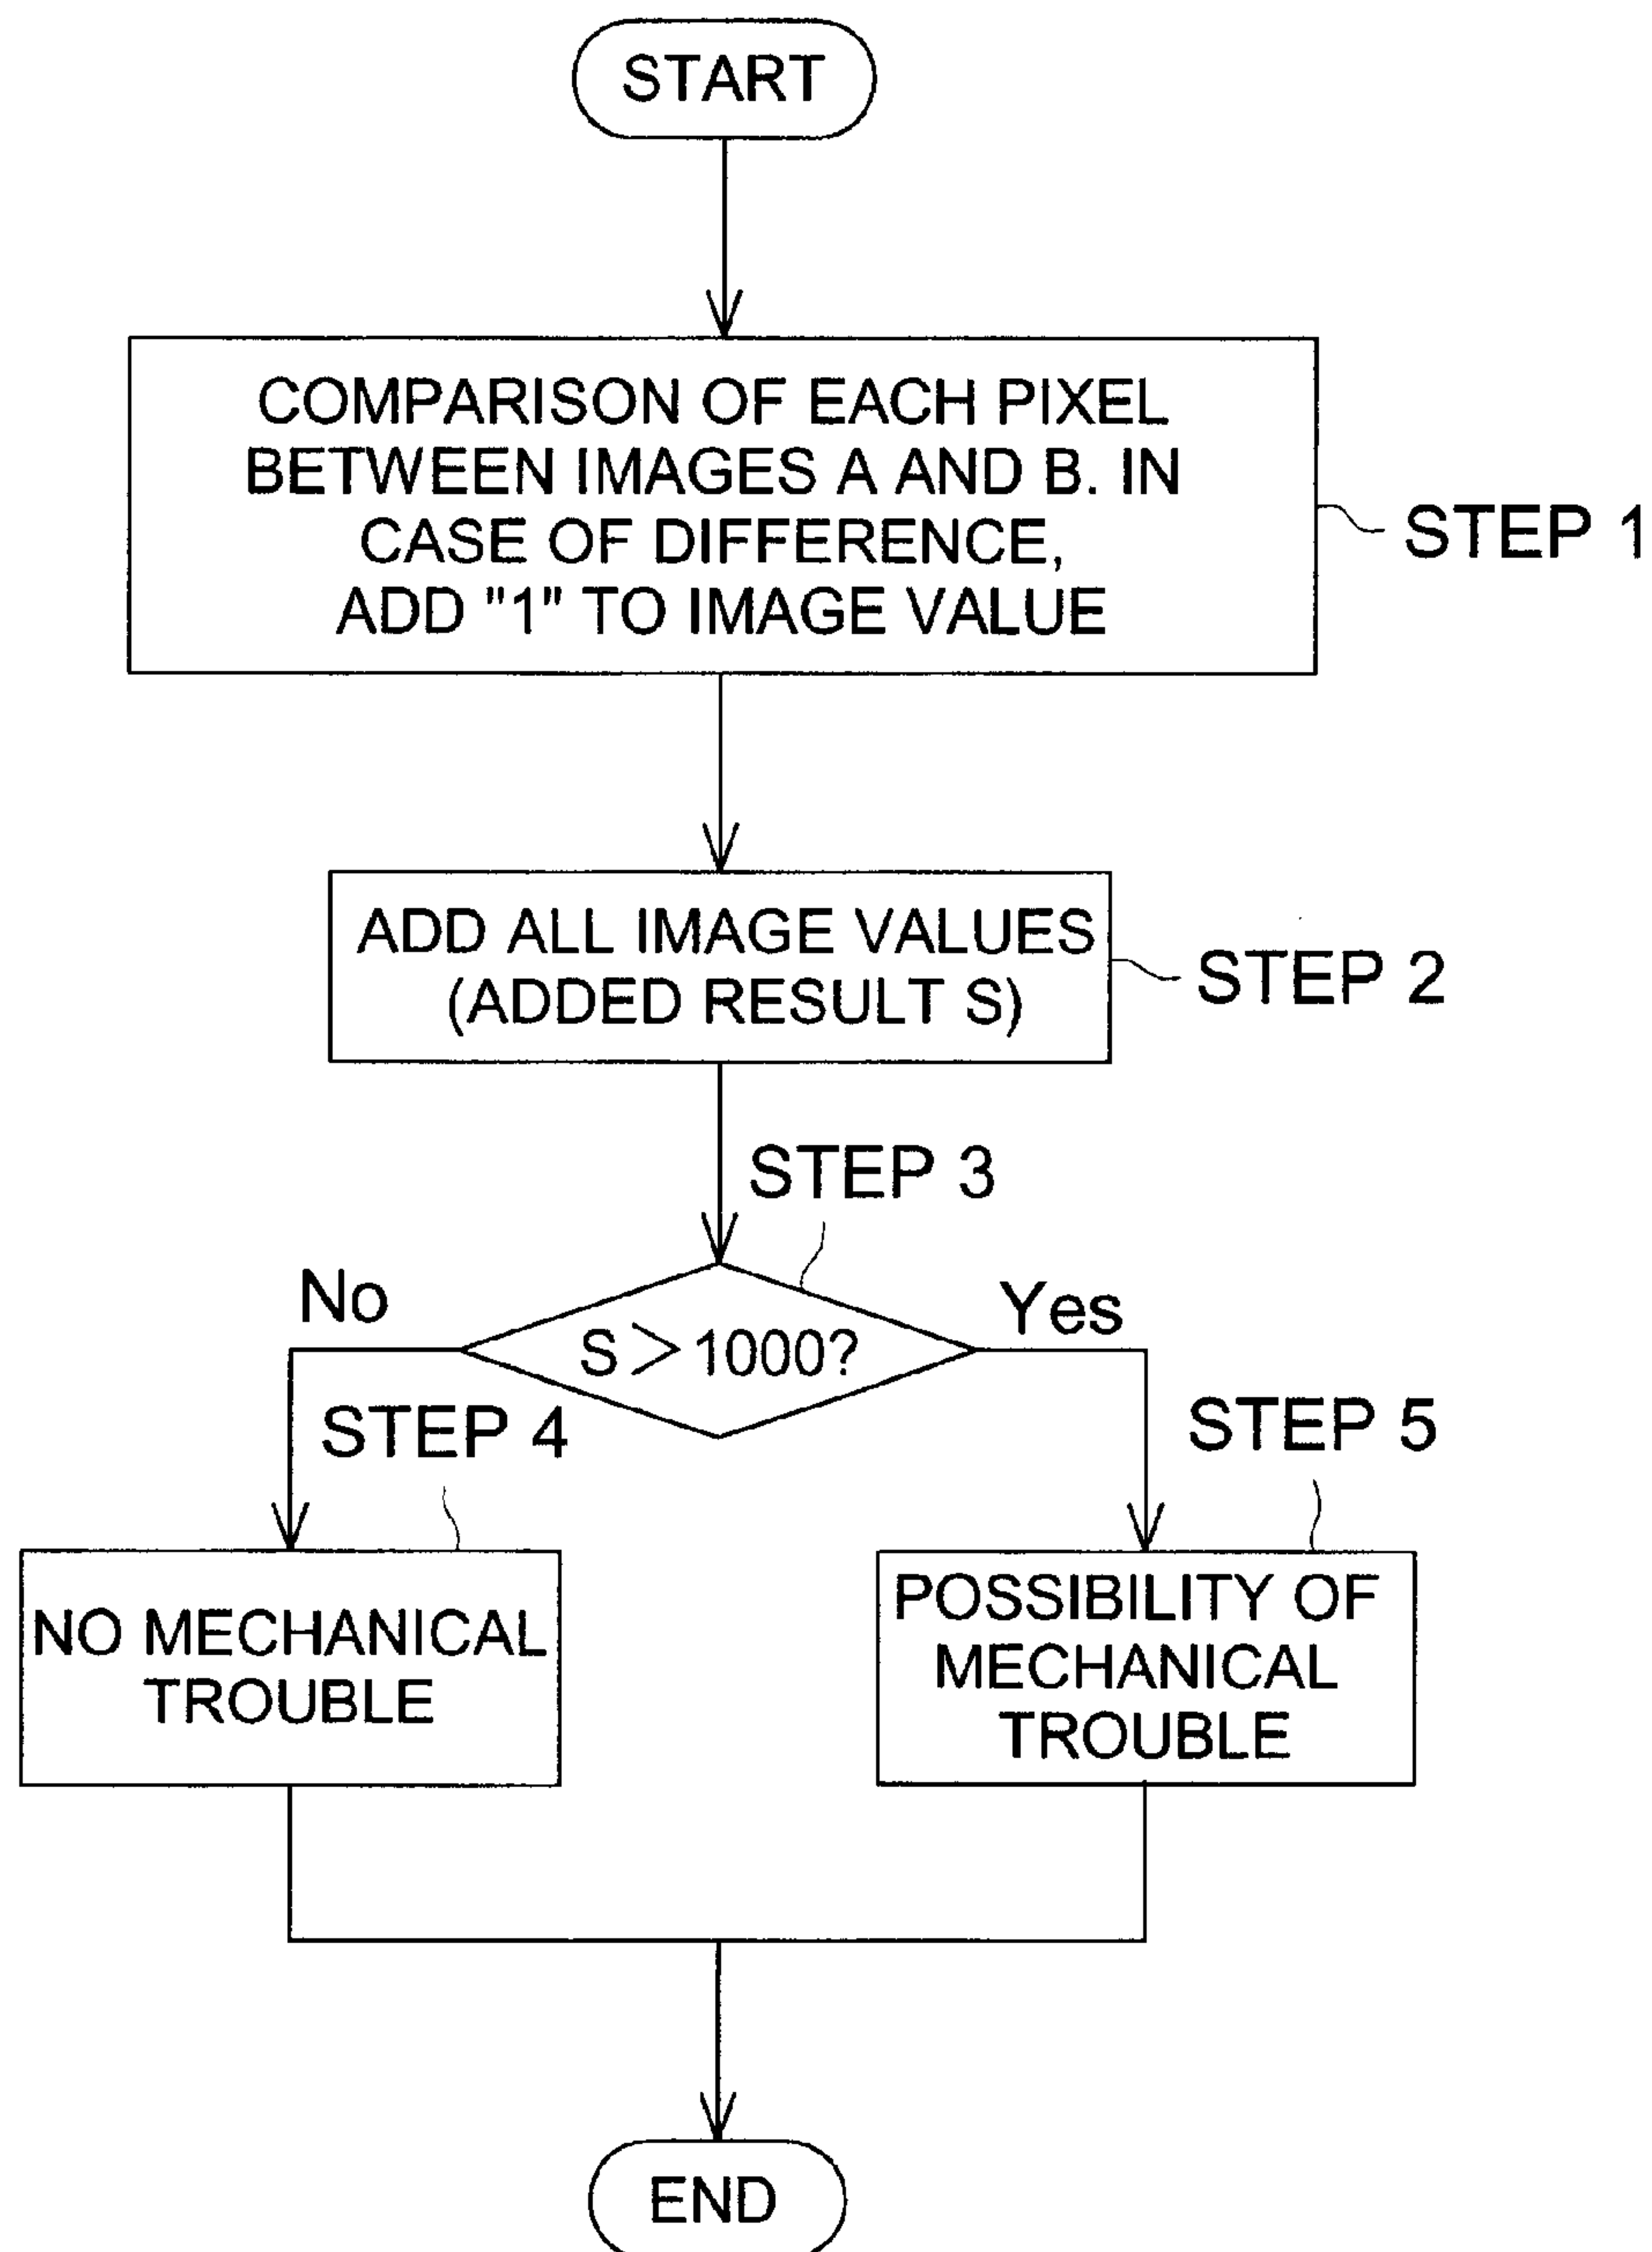 START
COMPARISON OF EACH PIXEL
BETWEEN IMAGES A AND B. IN
CASE OF DIFFERENCE,
ADD "1" TO IMAGE VALUE
STEP 1
ADD ALL IMAGE VALUES
(ADDED RESULT S)
STEP 2
STEP 3
No
S>1000?
Yes
STEP 4
STEP 5
NO MECHANICAL
TROUBLE
POSSIBILITY OF
MECHANICAL
TROUBLE
END